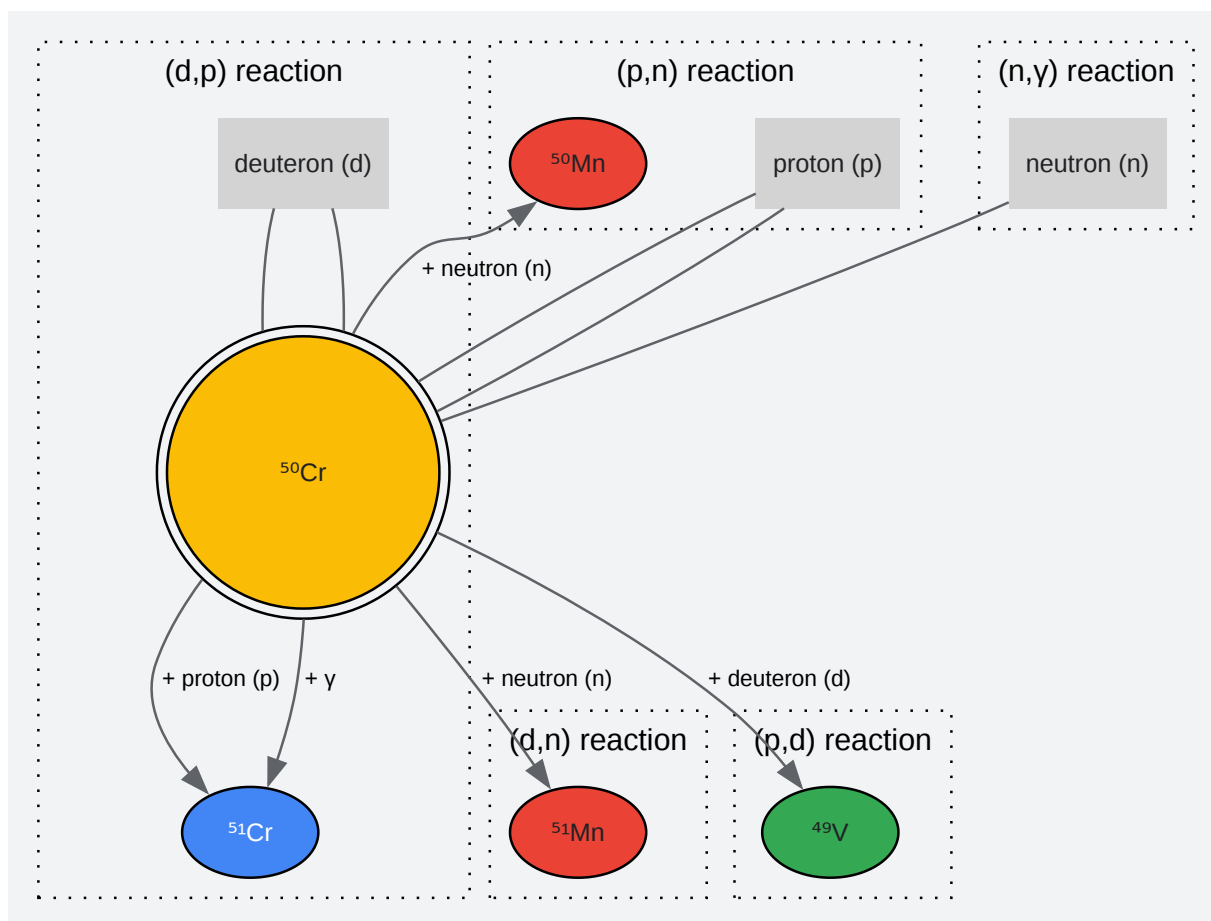 (d,p) reaction
(p,n) reaction
(n,γ) reaction
deuteron (d)
⁵⁰Mn
proton (p)
neutron (n)
+ neutron (n)
⁵⁰Cr
+ proton (p)
+ γ
+ neutron (n)
+ deuteron (d)
(d,n) reaction
(p,d) reaction
⁵¹Cr
⁵¹Mn
⁴⁹V